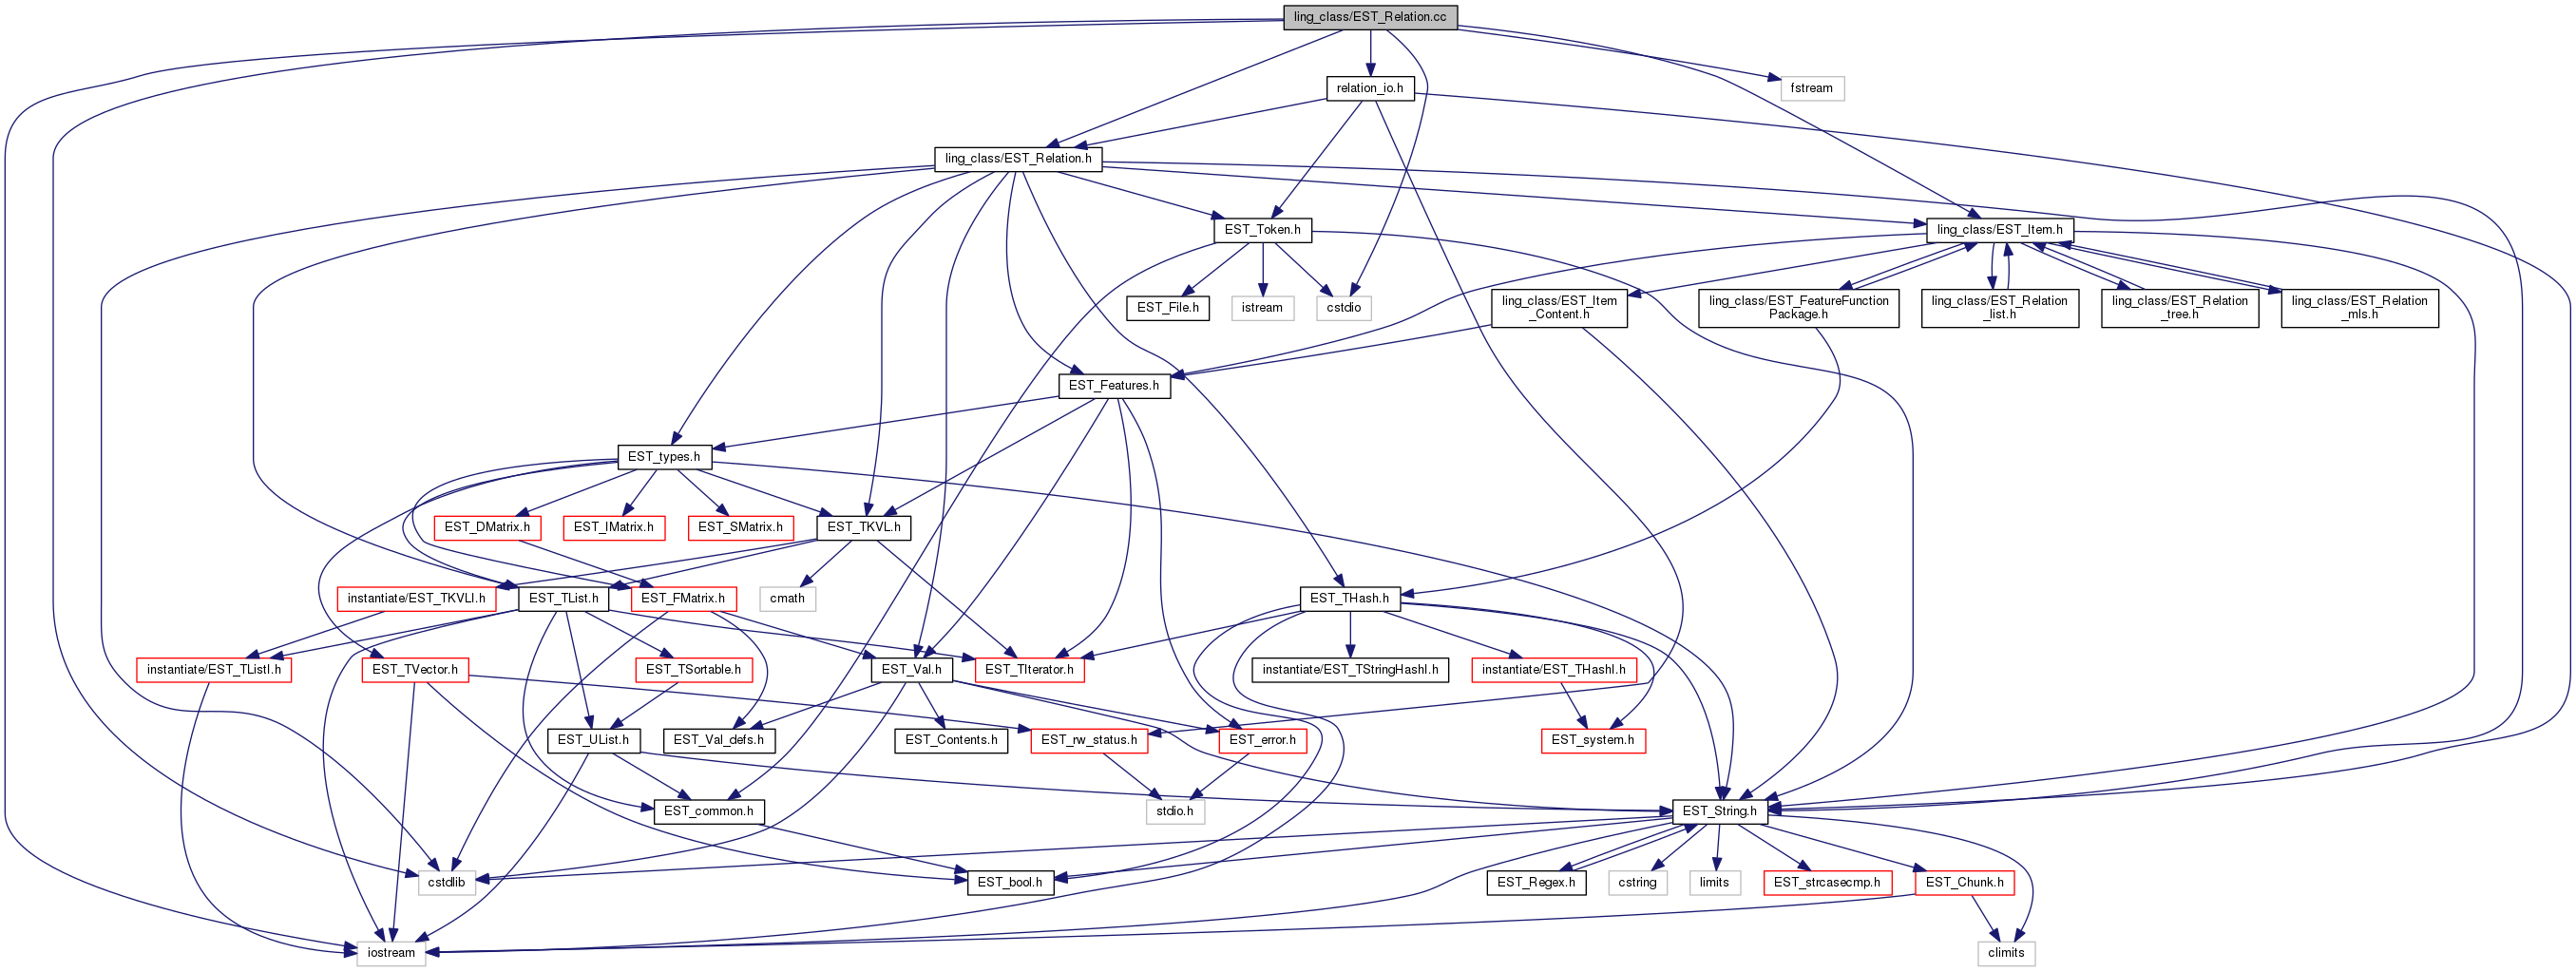 ling_class/EST_Relation.cc
relation_io.h
fstream
ling_class/EST_Relation.h
EST_Token.h
ling_class/EST_Item.h
EST_File.h
istream
cstdio
ling_class/EST_Item
_Content.h
ling_class/EST_FeatureFunction
Package.h
ling_class/EST_Relation
_list.h
ling_class/EST_Relation
_tree.h
ling_class/EST_Relation
_mls.h
EST_Features.h
EST_types.h
EST_DMatrix.h
EST_IMatrix.h
EST_SMatrix.h
EST_TKVL.h
instantiate/EST_TKVLI.h
EST_TList.h
EST_FMatrix.h
cmath
EST_THash.h
instantiate/EST_TListI.h
EST_TVector.h
EST_TSortable.h
EST_Val.h
EST_TIterator.h
instantiate/EST_TStringHashI.h
instantiate/EST_THashI.h
EST_UList.h
EST_Val_defs.h
EST_Contents.h
EST_rw_status.h
EST_error.h
EST_system.h
EST_common.h
stdio.h
EST_String.h
cstdlib
EST_bool.h
EST_Regex.h
cstring
limits
EST_strcasecmp.h
EST_Chunk.h
iostream
climits